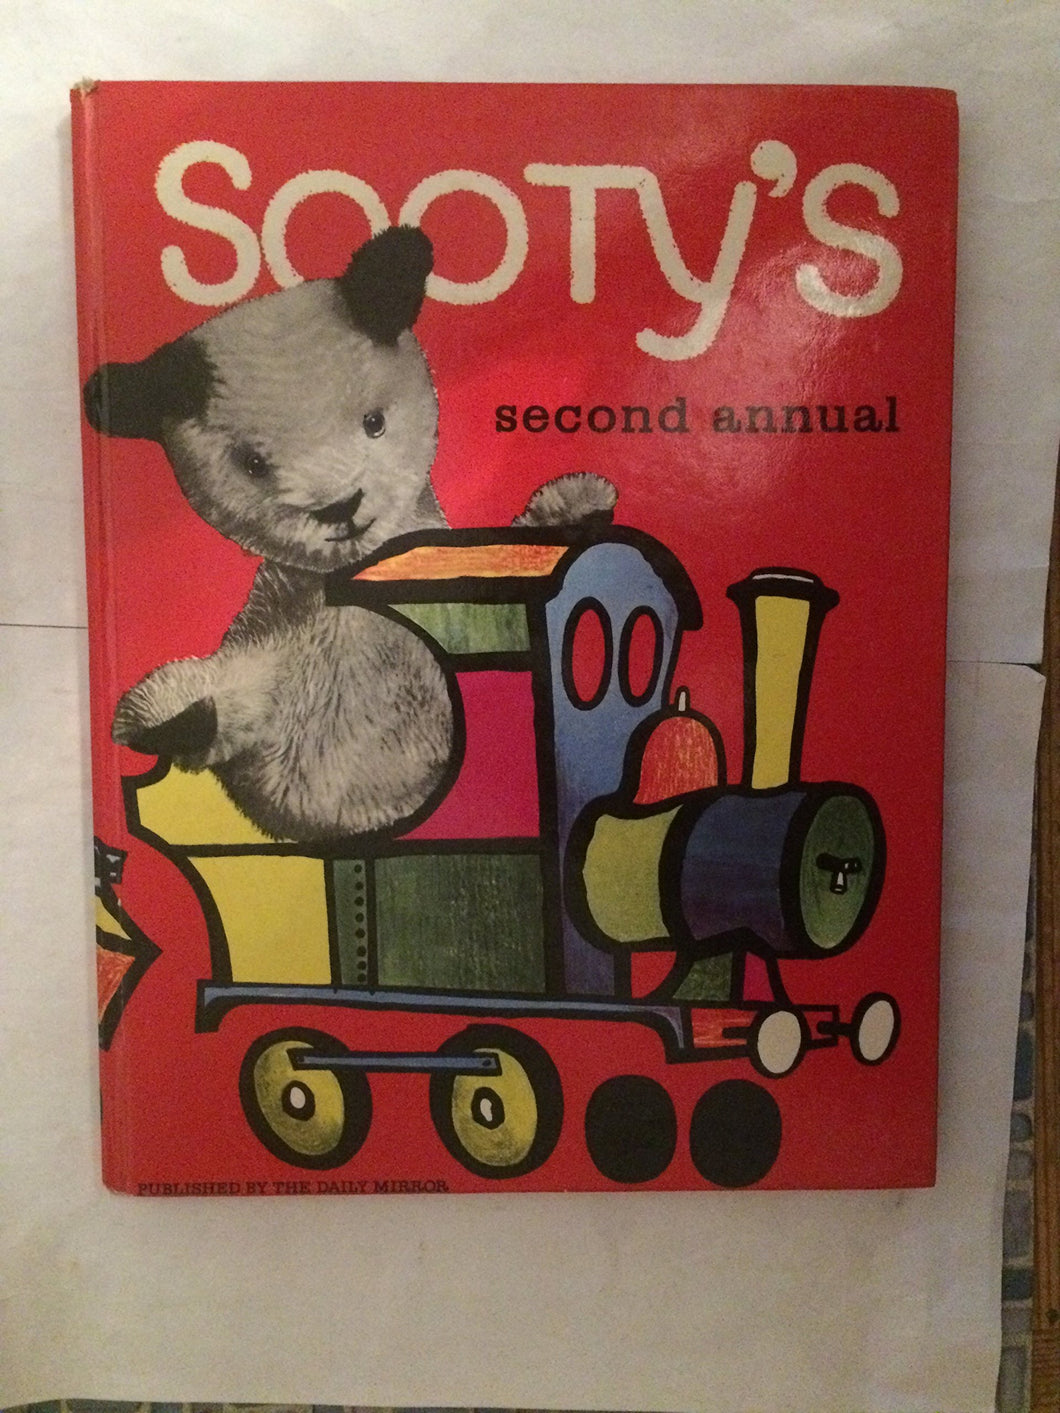 SOOTY'S
second annual
PUBLISHED BY THE DAILY MIRROR